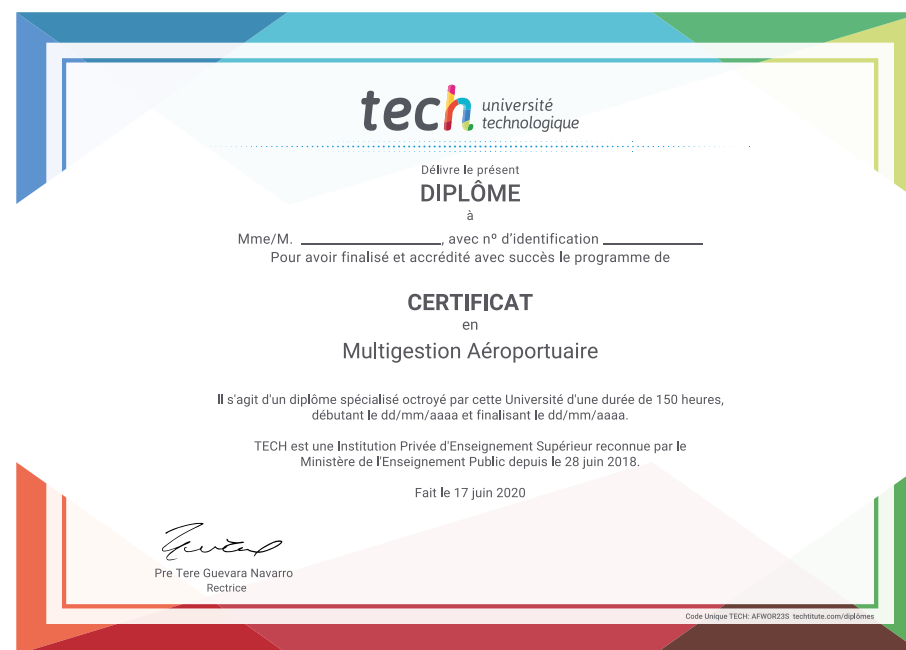 tech université
technologique
Délivre le présent
DIPLÔME
à
Mme/M. ____________________, avec nº d'identification ______________
Pour avoir finalisé et accrédité avec succès le programme de
CERTIFICAT
en
Multigestion Aéroportuaire
Il s'agit d'un diplôme spécialisé octroyé par cette Université d'une durée de 150 heures,
débutant le dd/mm/aaaa et finalisant le dd/mm/aaaa.
TECH est une Institution Privée d'Enseignement Supérieur reconnue par le
Ministère de l'Enseignement Public depuis le 28 juin 2018.
Fait le 17 juin 2020
Pre Tere Guevara Navarro
Rectrice
Code Unique TECH: AFWOR23S techtitute.com/diplômes